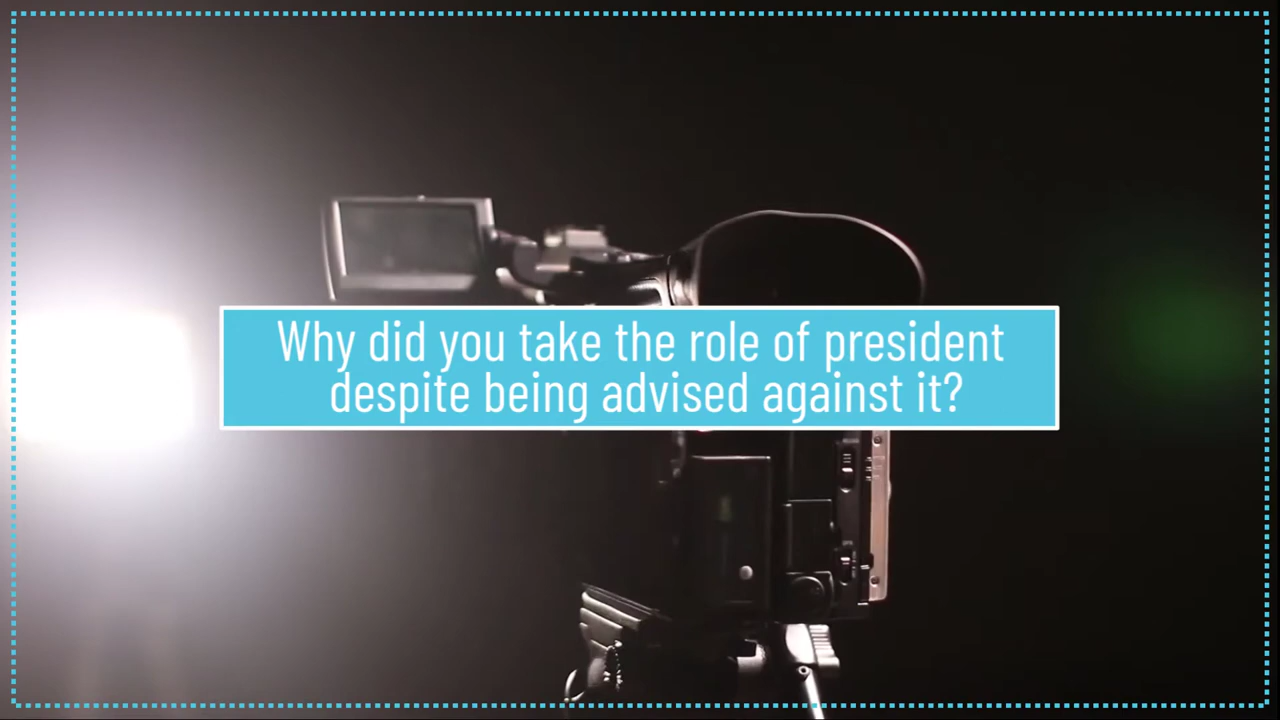 Why did you take the role of president
despite being advised against it?